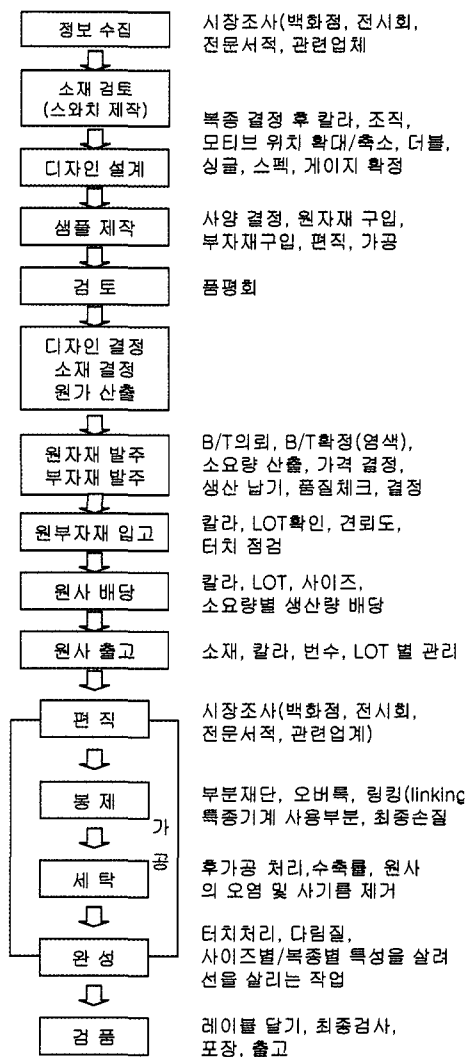 정보 수집
시장조사(백화점, 전시회,
전문서적, 관련업체
소재 검토
(스와치 제작)
디자인 설계
복종 결정 후 칼라, 조직,
모티브 위치 확대/축소, 더블,
싱글, 스펙, 게이지 확정
샘플 제작
사양 결정, 원자재 구입,
부자재구입, 편직, 가공
검 토
품평회
디자인 결정
소재 결정
원가 산출
원자재 발주
부자재 발주
B/T의뢰, B/T확정(염색),
소요량 산출, 가격 결정,
생산 납기, 품질체크, 결정
원부자재 입고
칼라, LOT확인, 견뢰도,
터치 점검
원사 배당
칼라, LOT, 사이즈,
소요량별 생산량 배당
원사 출고
소재, 칼라, 번수, LOT 별 관리
편 직
시장조사(백화점, 전시회,
전문서적, 관련업계)
봉 제
부분재단, 오버록, 링킹(linking
특종기계 사용부분, 최종손질
가
공
세 탁
후가공 처리,수축률, 원사
의 오염 및 사기름 제거
완 성
터치처리, 다림질,
사이즈별/복종별 특성을 살려
선을 살리는 작업
검 품
레이블 달기, 최종검사,
포장, 출고